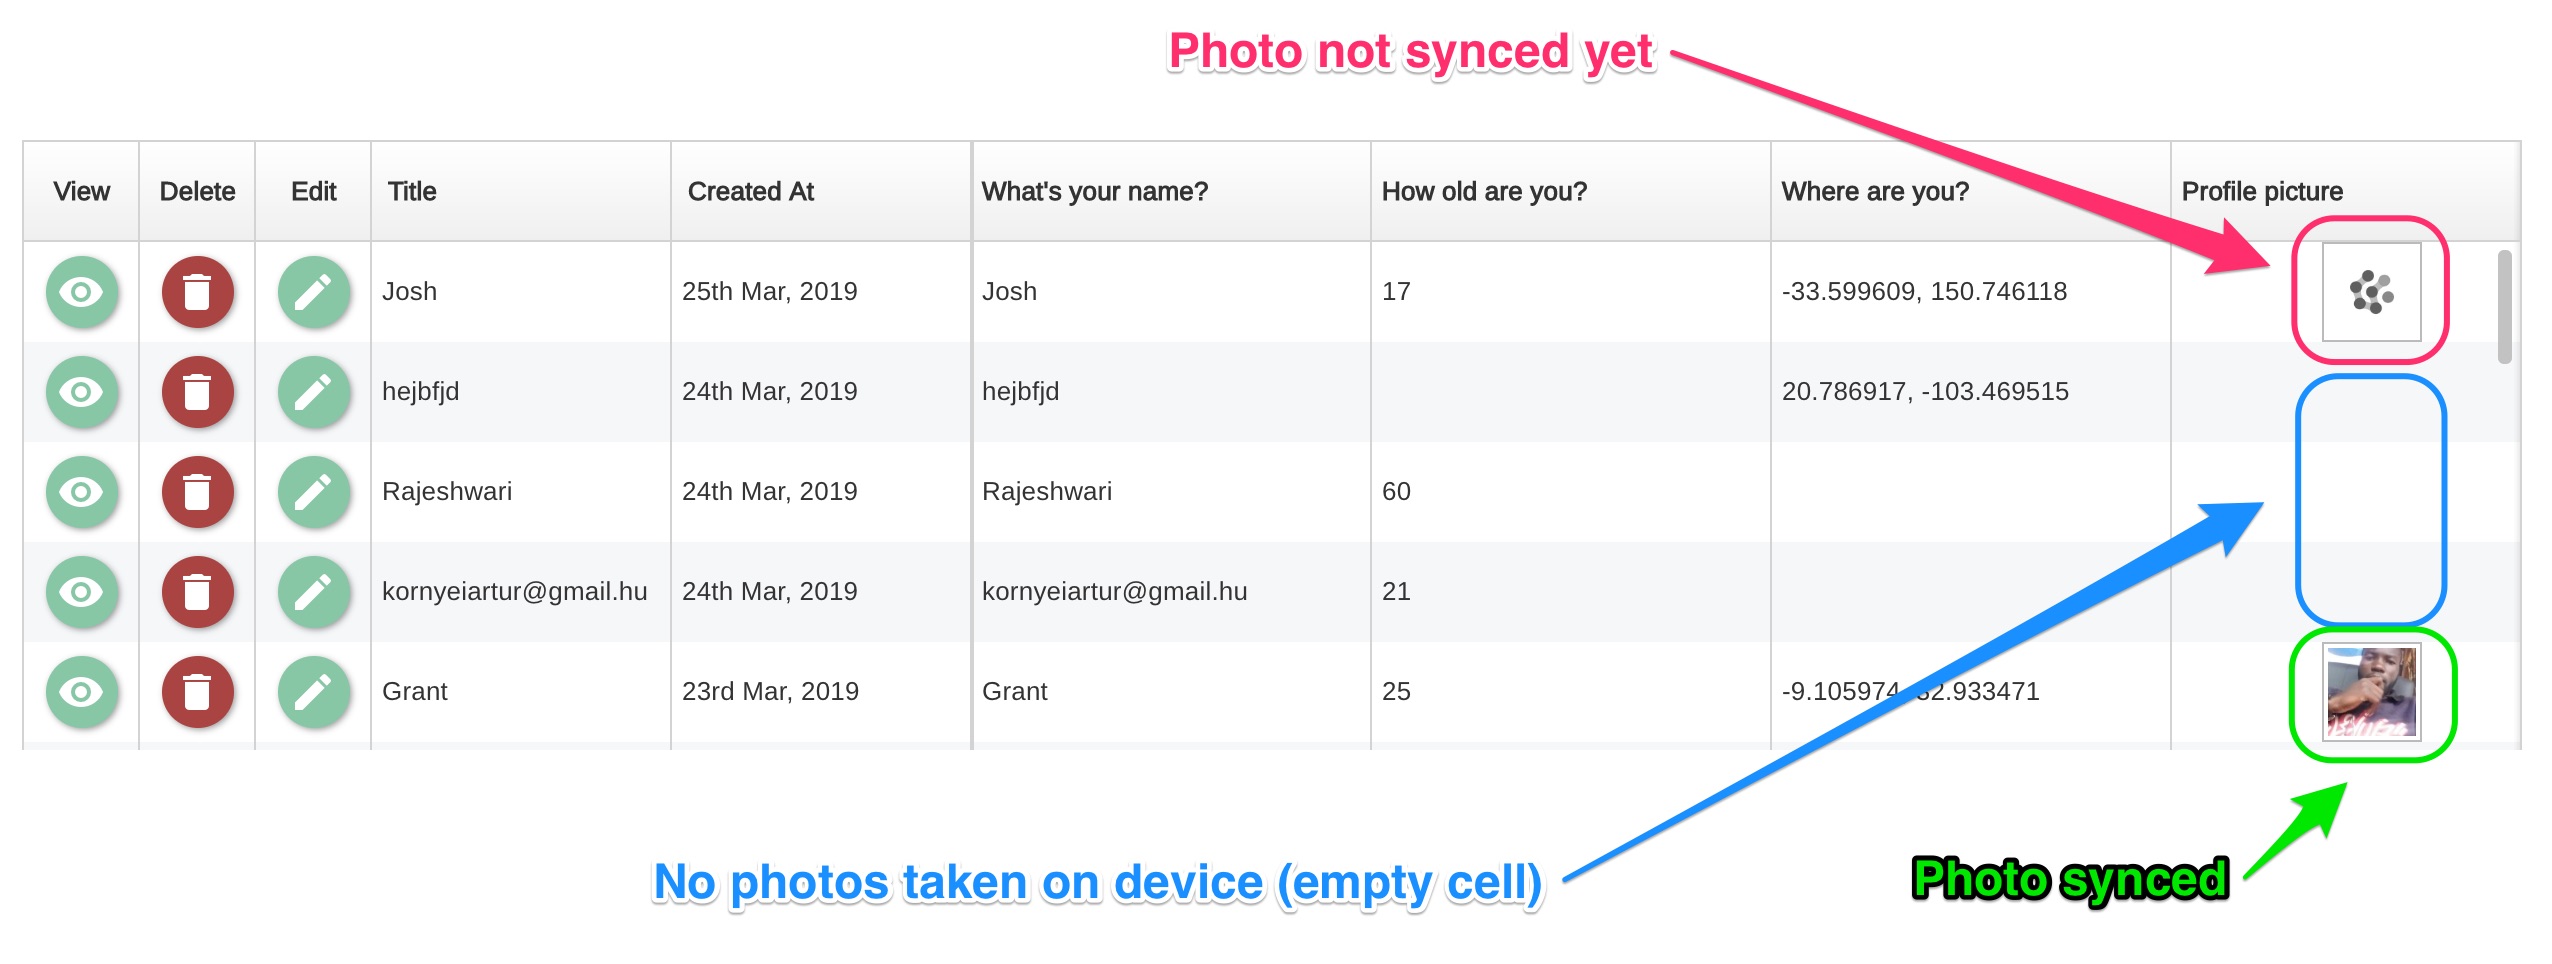 Photo not synced yet
View Delete Edit Title Created At What's your name? How old are you? Where are you? Profile picture
Josh 25th Mar, 2019 Josh 17 -33.599609, 150.746118
hejbfjd 24th Mar, 2019 hejbfjd 20.786917, -103.469515
Rajeshwari 24th Mar, 2019 Rajeshwari 60
kornyeiartur@gmail.hu 24th Mar, 2019 kornyeiartur@gmail.hu 21
Grant 23rd Mar, 2019 Grant 25 -9.105974, 32.933471
No photos taken on device (empty cell)
Photo synced